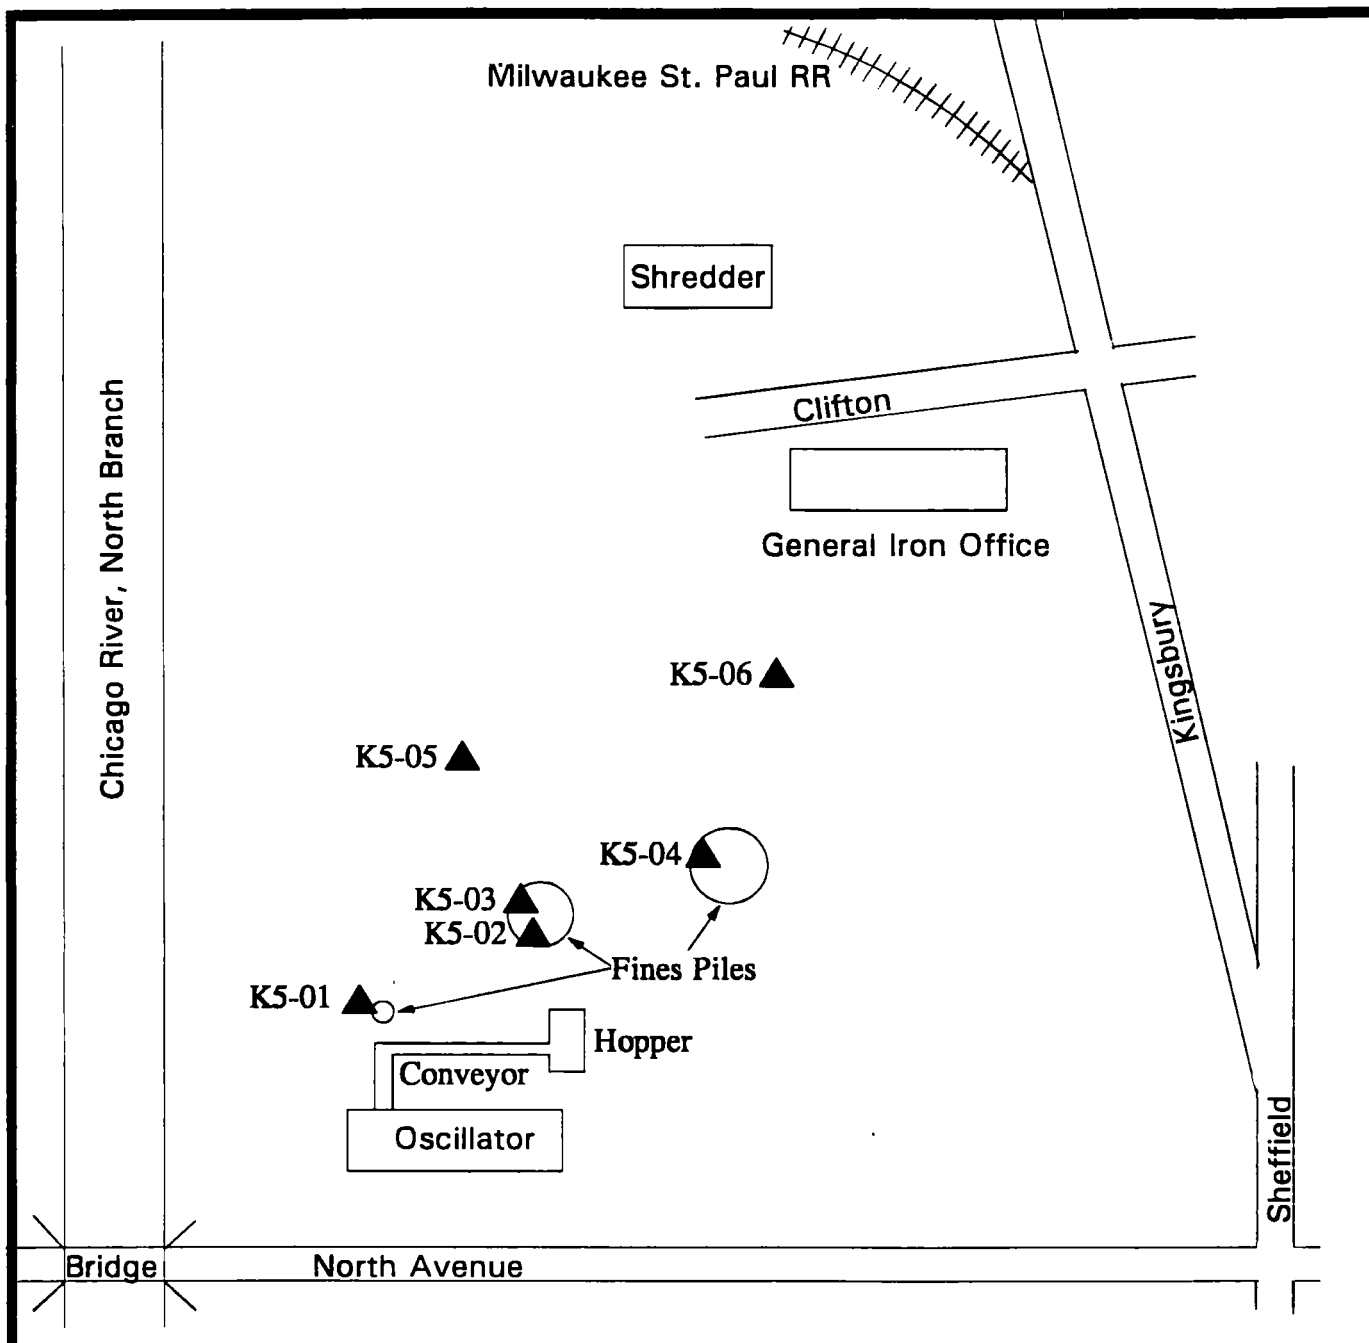 Milwaukee St. Paul RR
Shredder
Clifton
Chicago River, North Branch
General Iron Office
Kingsbury
K5-06
K5-05
K5-04
K5-03
K5-02
Fines Piles
K5-01
Hopper
Conveyor
Oscillator
Sheffield
Bridge
North Avenue